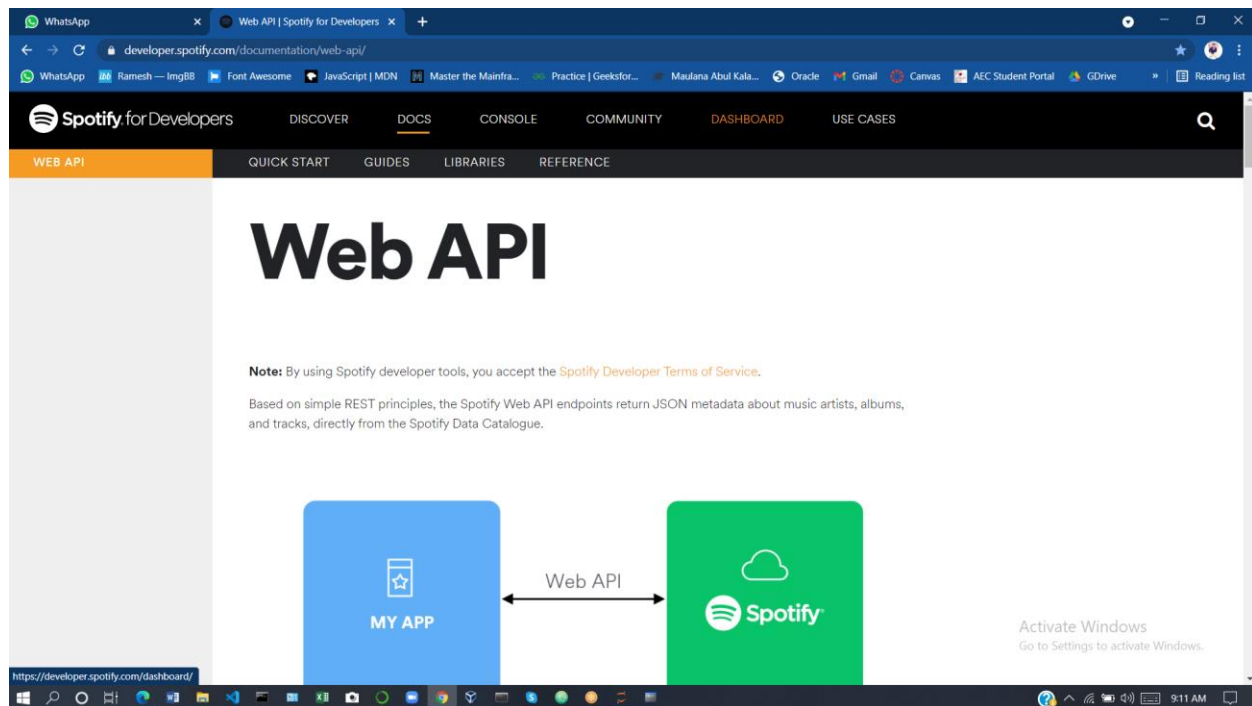 WhatsApp
Web API | Spotify for Developers
developer.spotify.com/documentation/web-api/
WhatsApp Ramesh — ImgBB Font Awesome JavaScript | MDN Master the Mainfra... Practice | Geeksfor... Maulana Abul Kala... Oracle Gmail Canvas AEC Student Portal GDrive » Reading list
Spotify for Developers DISCOVER DOCS CONSOLE COMMUNITY DASHBOARD USE CASES
WEB API QUICK START GUIDES LIBRARIES REFERENCE
Web API
Note: By using Spotify developer tools, you accept the Spotify Developer Terms of Service.
Based on simple REST principles, the Spotify Web API endpoints return JSON metadata about music artists, albums,
and tracks, directly from the Spotify Data Catalogue.
Web API
MY APP
Spotify
Activate Windows
Go to Settings to activate Windows.
https://developer.spotify.com/dashboard/
9:11 AM